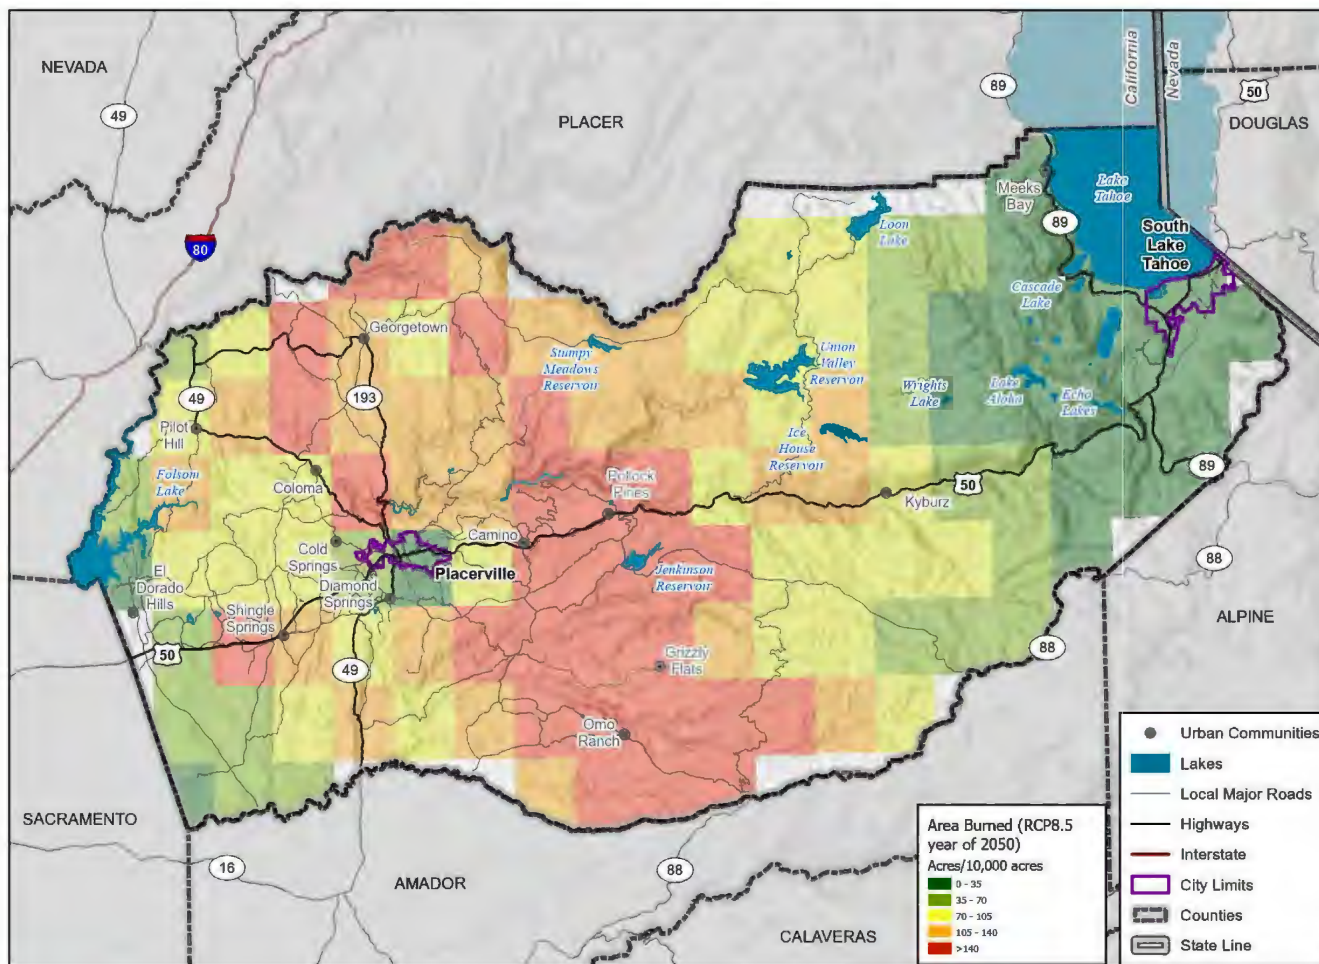 NEVADA
49
80
PLACER
89
California
Nevada
50
DOUGLAS
Meeks
Bay
Lake
Tahoe
89
South
Lake
Tahoe
Loon
Lake
Cascade
Lake
Georgetown
Stumpy
Meadows
Reservoir
Union
Valley
Reservoir
Wrights
Lake
Lake
Aloha
Echo
Lakes
49
193
Pilot
Hill
Ice
House
Reservoir
Folsom
Lake
Coloma
Pollock
Pines
50
89
Kyburz
Camino
Cold
Springs
Placerville
El
Dorado
Hills
Diamond
Springs
Jenkinson
Reservoir
88
Shingle
Springs
50
49
Grizzly
Flats
88
ALPINE
Omo
Ranch
SACRAMENTO
16
AMADOR
88
CALAVERAS
Area Burned (RCP8.5
year of 2050)
Acres/10,000 acres
0 - 35
35 - 70
70 - 105
105 - 140
>140
Urban Communities
Lakes
Local Major Roads
Highways
Interstate
City Limits
Counties
State Line